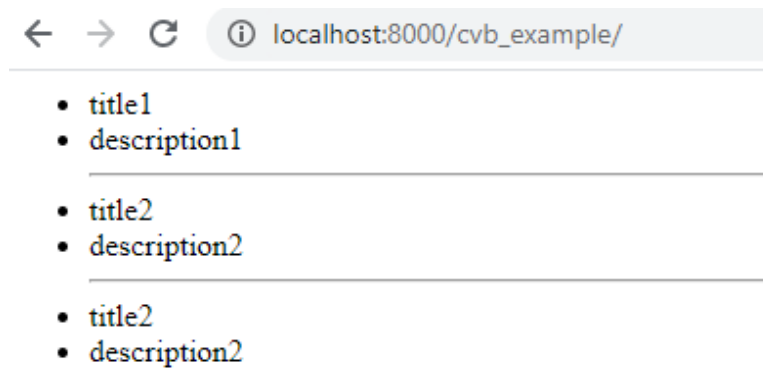 localhost:8000/cvb_example/
title1
description1
title2
description2
title2
description2